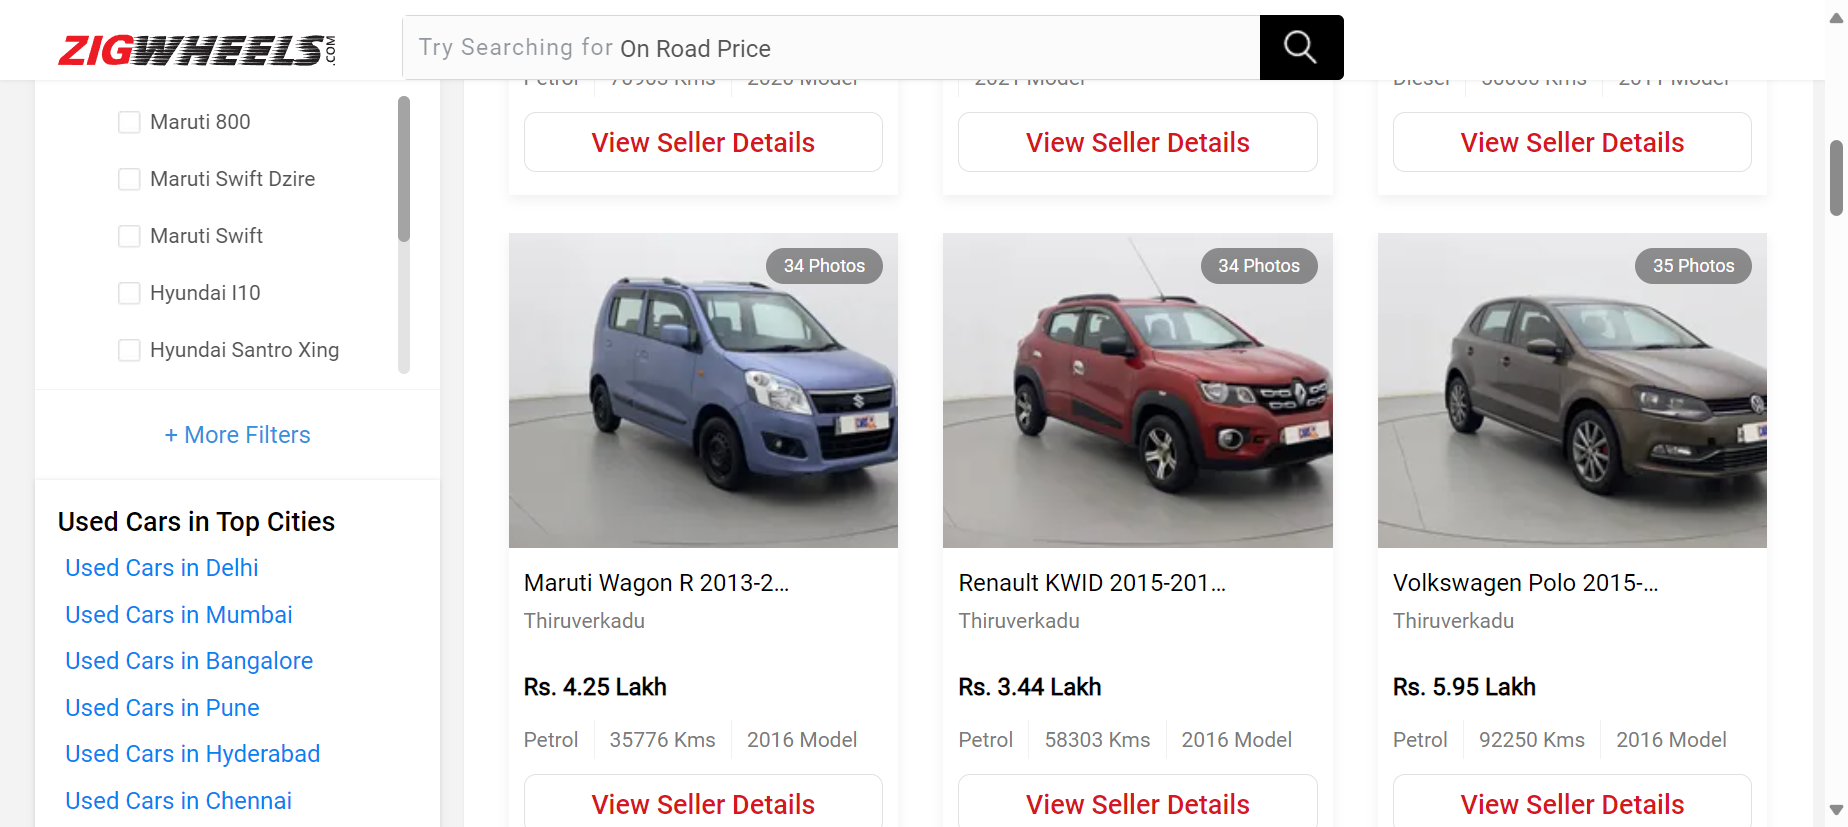 ZIGWHEELS.COM
Try Searching for On Road Price
Maruti 800
Maruti Swift Dzire
Maruti Swift
Hyundai I10
Hyundai Santro Xing
+ More Filters
Used Cars in Top Cities
Used Cars in Delhi
Used Cars in Mumbai
Used Cars in Bangalore
Used Cars in Pune
Used Cars in Hyderabad
Used Cars in Chennai
View Seller Details
View Seller Details
View Seller Details
34 Photos
Maruti Wagon R 2013-2...
Thiruverkadu
Rs. 4.25 Lakh
Petrol 35776 Kms 2016 Model
View Seller Details
34 Photos
Renault KWID 2015-201...
Thiruverkadu
Rs. 3.44 Lakh
Petrol 58303 Kms 2016 Model
View Seller Details
35 Photos
Volkswagen Polo 2015-...
Thiruverkadu
Rs. 5.95 Lakh
Petrol 92250 Kms 2016 Model
View Seller Details